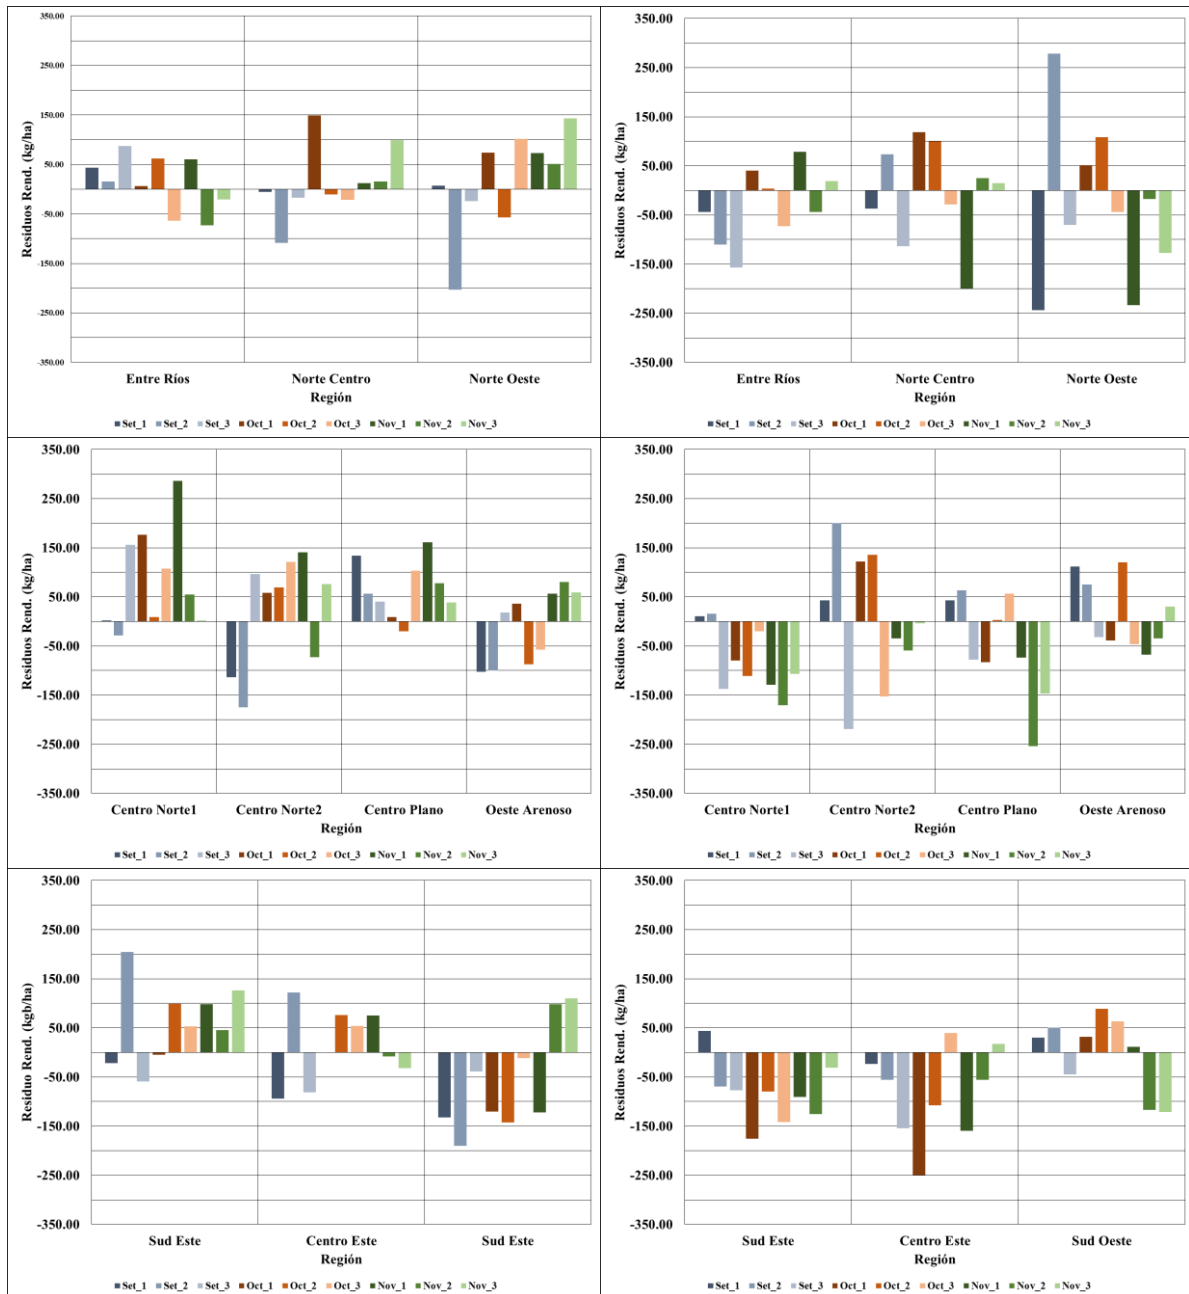 350.00
250.00
150.00
50.00
-50.00
-150.00
-250.00
-350.00
Residuos Rend. (kg/ha)
Entre Ríos Norte Centro Norte Oeste
Región
Set_1 Set_2 Set_3 Oct_1 Oct_2 Oct_3 Nov_1 Nov_2 Nov_3
350.00
250.00
150.00
50.00
-50.00
-150.00
-250.00
-350.00
Residuos Rend. (kg/ha)
Entre Ríos Norte Centro Norte Oeste
Región
Set_1 Set_2 Set_3 Oct_1 Oct_2 Oct_3 Nov_1 Nov_2 Nov_3
350.00
250.00
150.00
50.00
-50.00
-150.00
-250.00
-350.00
Residuos Rend. (kg/ha)
Centro Norte1 Centro Norte2 Centro Plano Oeste Arenoso
Región
Set_1 Set_2 Set_3 Oct_1 Oct_2 Oct_3 Nov_1 Nov_2 Nov_3
350.00
250.00
150.00
50.00
-50.00
-150.00
-250.00
-350.00
Residuos Rend. (kg/ha)
Centro Norte1 Centro Norte2 Centro Plano Oeste Arenoso
Región
Set_1 Set_2 Set_3 Oct_1 Oct_2 Oct_3 Nov_1 Nov_2 Nov_3
350.00
250.00
150.00
50.00
-50.00
-150.00
-250.00
-350.00
Residuo Rend. (kgb/ha)
Sud Este Centro Este Sud Este
Región
Set_1 Set_2 Set_3 Oct_1 Oct_2 Oct_3 Nov_1 Nov_2 Nov_3
350.00
250.00
150.00
50.00
-50.00
-150.00
-250.00
-350.00
Residuos Rend. (kg/ha)
Sud Este Centro Este Sud Oeste
Región
Set_1 Set_2 Set_3 Oct_1 Oct_2 Oct_3 Nov_1 Nov_2 Nov_3